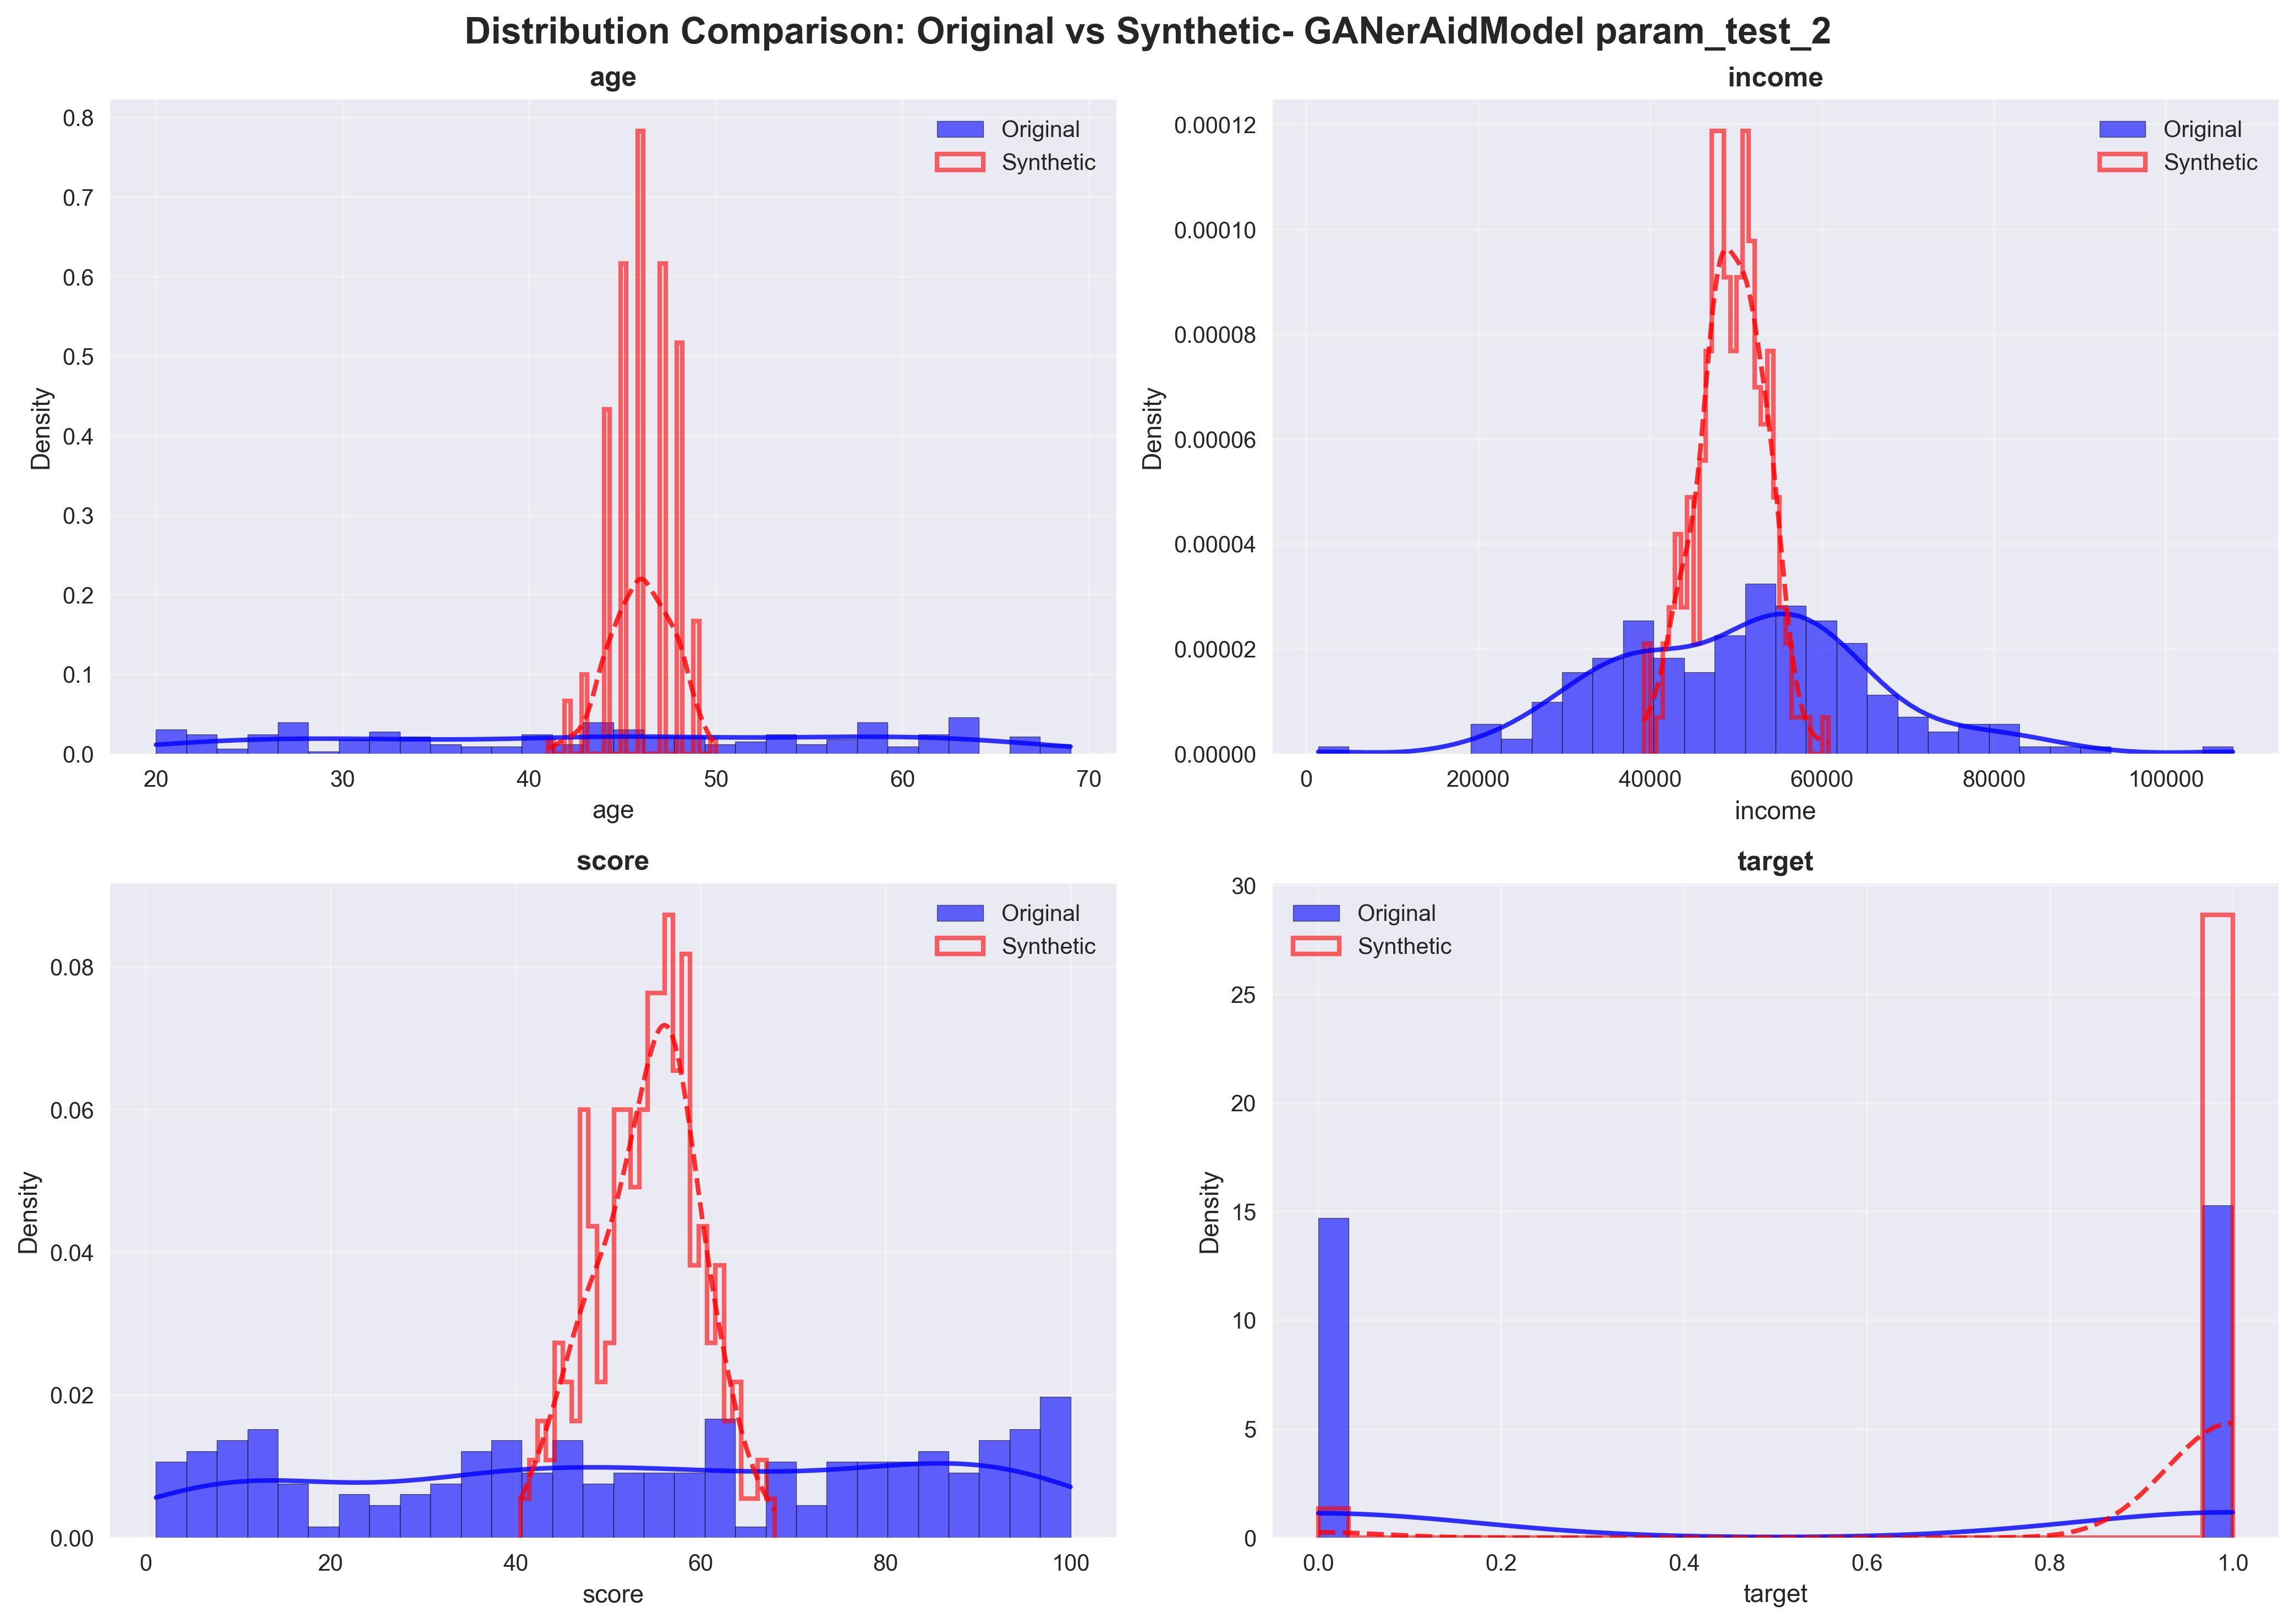 Distribution Comparison: Original vs Synthetic- GANerAidModel param_test_2
age
Original
Synthetic
Density
0.8
0.7
0.6
0.5
0.4
0.3
0.2
0.1
0.0
20 30 40 50 60 70
age
income
Original
Synthetic
Density
0.00012
0.00010
0.00008
0.00006
0.00004
0.00002
0.00000
0 20000 40000 60000 80000 100000
income
score
Original
Synthetic
Density
0.08
0.06
0.04
0.02
0.00
0 20 40 60 80 100
score
target
Original
Synthetic
Density
30
25
20
15
10
5
0
0.0 0.2 0.4 0.6 0.8 1.0
target